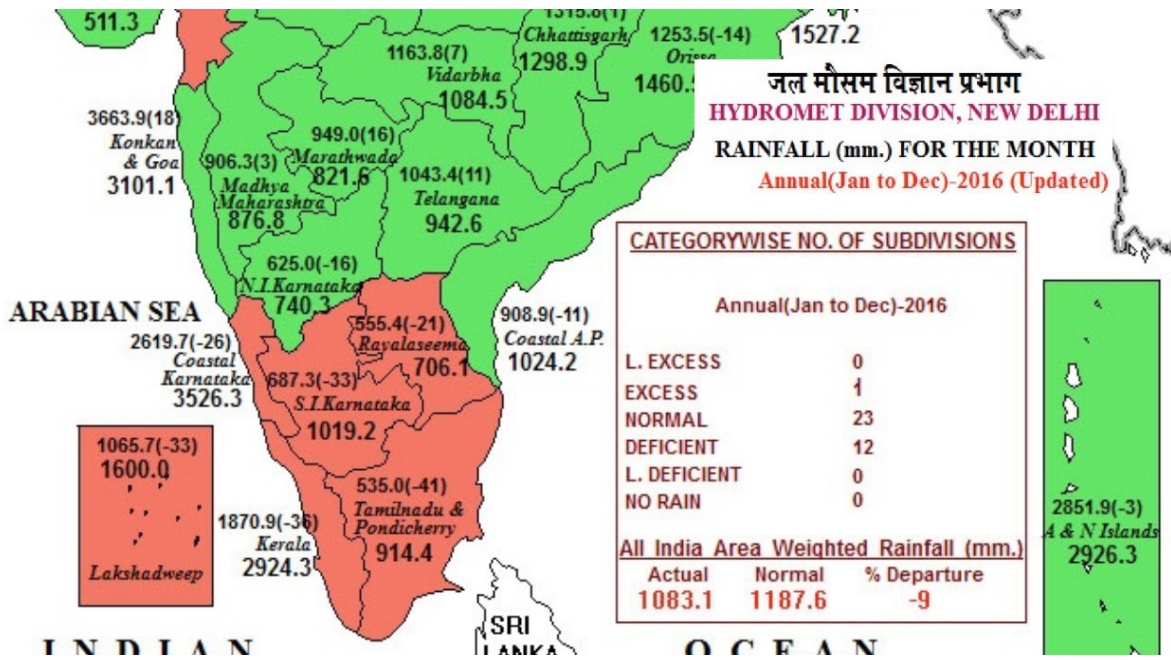 511.3
1315.8(1)
Chhattisgarh
1298.9
1253.5(-14)
Orissa
1527.2
1163.8(7)
Vidarbha
1084.5
जल मौसम विज्ञान प्रभाग
HYDROMET DIVISION, NEW DELHI
RAINFALL (mm.) FOR THE MONTH
Annual(Jan to Dec)-2016 (Updated)
3663.9(18)
Konkan
& Goa
3101.1
949.0(16)
Marathwada
821.6
906.3(3)
Madhya
Maharashtra
876.8
1043.4(11)
Telangana
942.6
625.0(-16)
N.I.Karnataka
740.3
ARABIAN SEA
2619.7(-26)
Coastal
Karnataka
3526.3
555.4(-21)
Rayalaseema
706.1
908.9(-11)
Coastal A.P.
1024.2
687.3(-33)
S.I.Karnataka
1019.2
1065.7(-33)
1600.0
Lakshadweep
535.0(-41)
Tamilnadu &
Pondicherry
914.4
1870.9(-36)
Kerala
2924.3
CATEGORYWISE NO. OF SUBDIVISIONS
Annual(Jan to Dec)-2016
L. EXCESS 0
EXCESS 1
NORMAL 23
DEFICIENT 12
L. DEFICIENT 0
NO RAIN 0
All India Area Weighted Rainfall (mm.)
Actual Normal % Departure
1083.1 1187.6 -9
2851.9(-3)
A & N Islands
2926.3
SRI
LANKA
INDIAN OCEAN